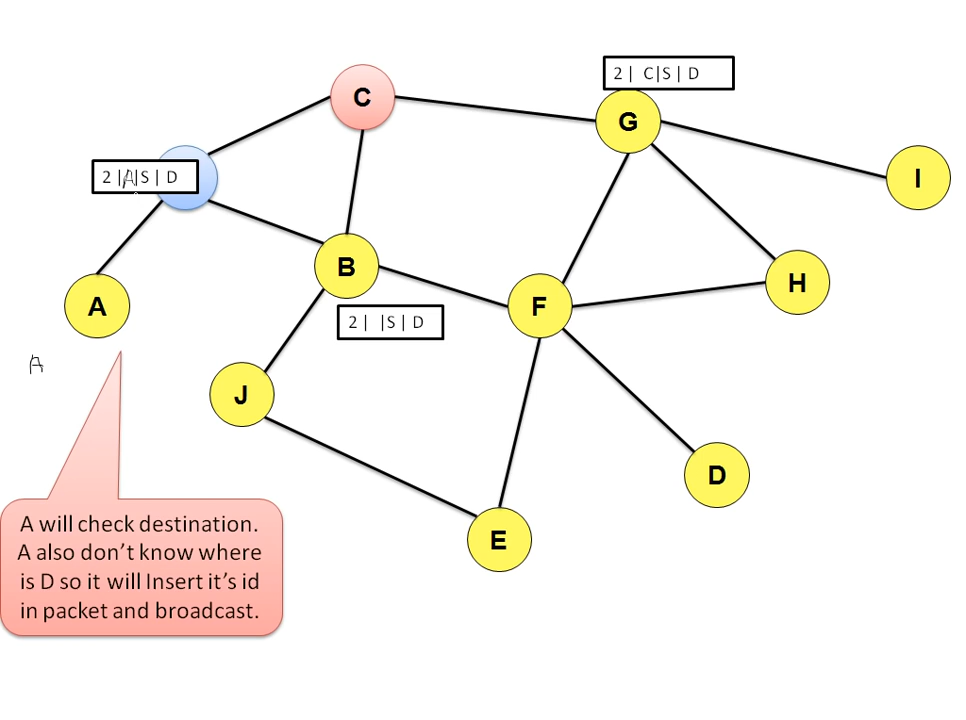 2 | C|S | D
C
G
2 |A|S | D
I
B
H
A
F
2 | |S | D
A
J
D
E
A will check destination.
A also don't know where
is D so it will Insert it's id
in packet and broadcast.